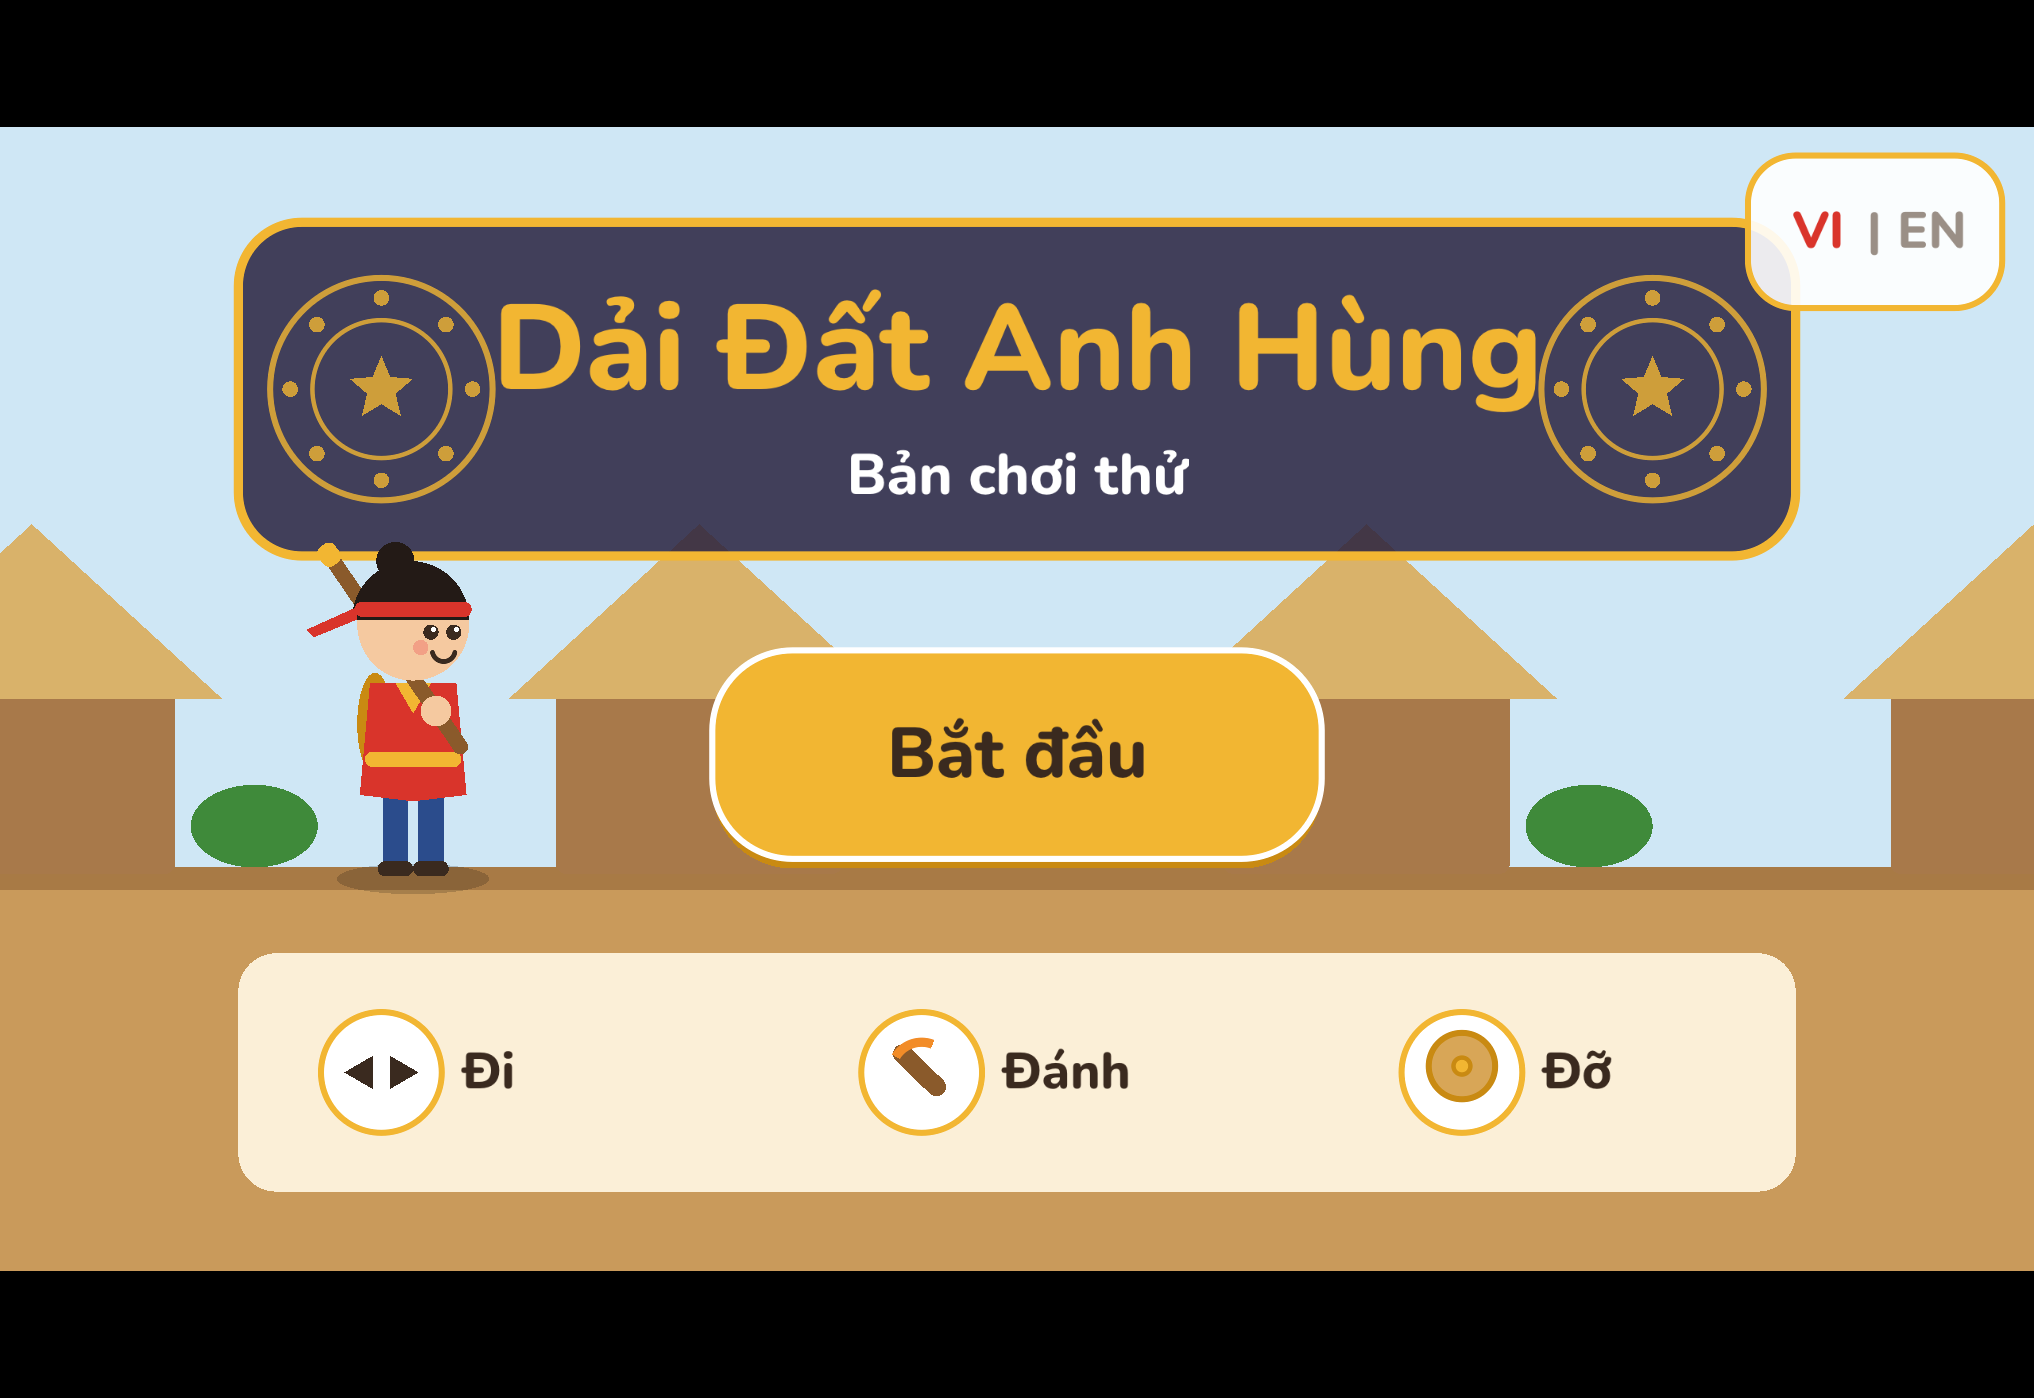 VI | EN
Dải Đất Anh Hùng
Bản chơi thử
Bắt đầu
Đi
Đánh
Đỡ